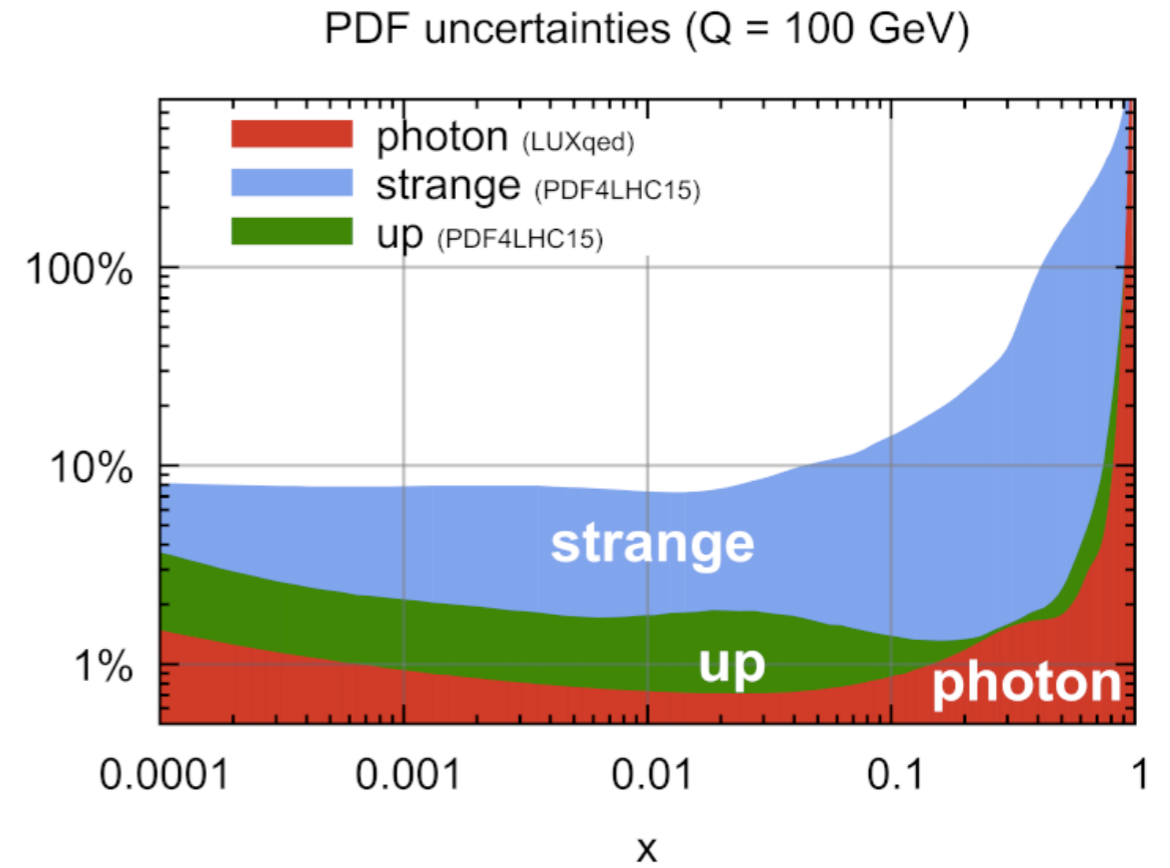 PDF uncertainties (Q = 100 GeV)
photon (LUXqed)
strange (PDF4LHC15)
up (PDF4LHC15)
100%
10%
1%
strange
up
photon
0.0001 0.001 0.01 0.1 1
x